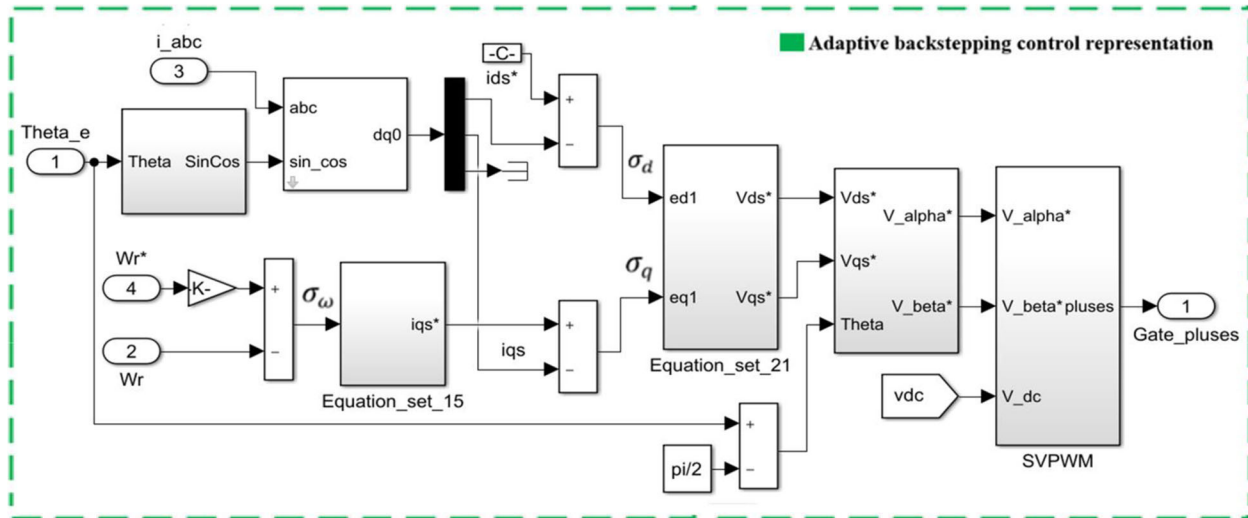 i_abc
3
Adaptive backstepping control representation
-C-
ids*
+
−
abc
dq0
sin_cos
Theta_e
1
Theta
SinCos
σd
ed1
Vds*
eq1
Vqs*
Equation_set_21
σq
Vds*
V_alpha*
Vqs*
V_beta*
Theta
V_alpha*
V_beta*
pluses
V_dc
SVPWM
1
Gate_pluses
Wr*
4
-K-
+
−
σω
2
Wr
iqs*
Equation_set_15
iqs
+
−
vdc
+
−
pi/2